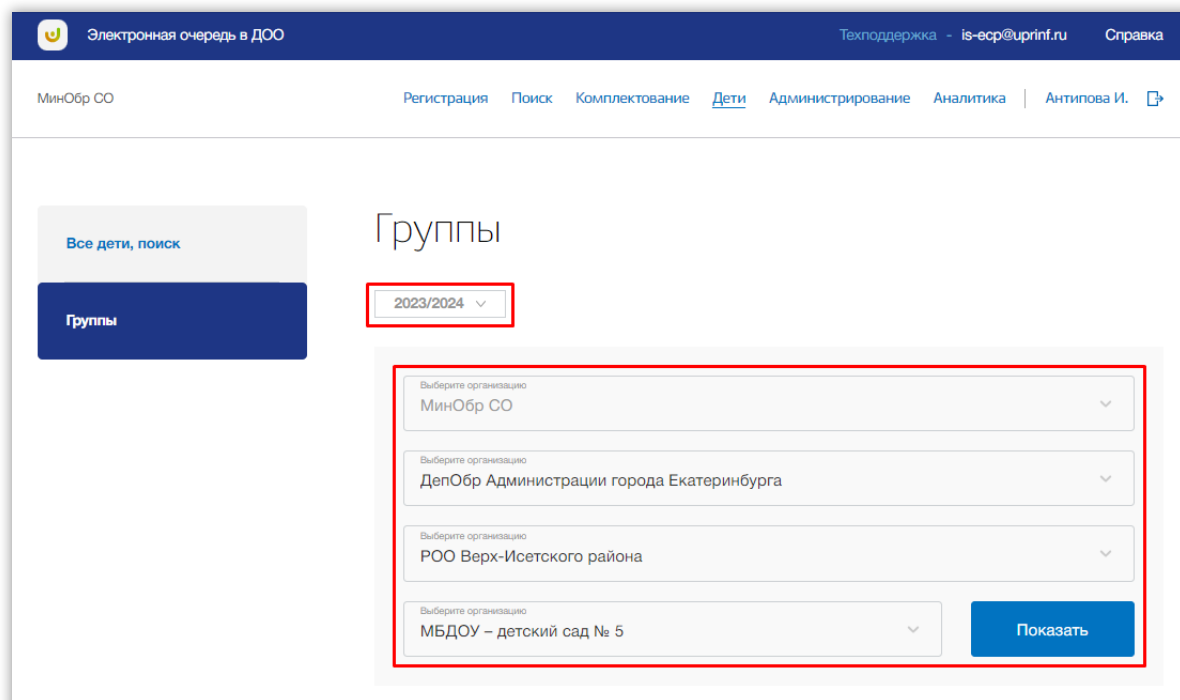 Электронная очередь в ДОО
Техподдержка - is-ecp@uprinf.ru Справка
МинОбр СО
Регистрация Поиск Комплектование Дети Администрирование Аналитика Антипова И.
Все дети, поиск
Группы
Группы
2023/2024
Выберите организацию
МинОбр СО
Выберите организацию
ДепОбр Администрации города Екатеринбурга
Выберите организацию
РОО Верх-Исетского района
Выберите организацию
МБДОУ – детский сад № 5
Показать